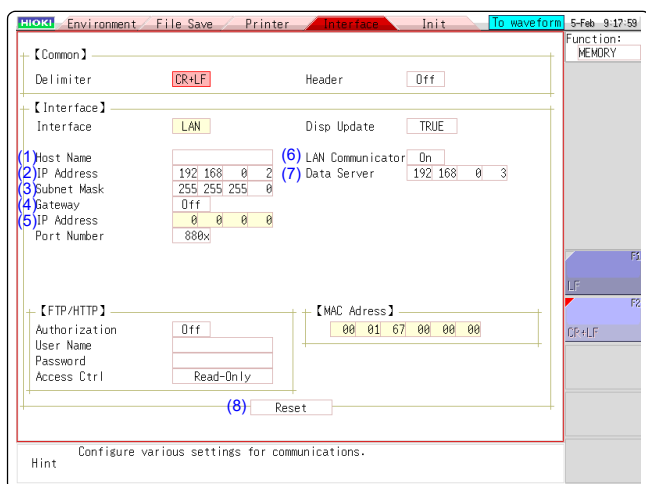 HIOKI Environment File Save Printer Interface Init To waveform 5-Feb 9:17:59
Function:
MEMORY
【Common】
Delimiter CR+LF Header Off
【Interface】
Interface LAN Disp Update TRUE
(1) Host Name (6) LAN Communicator On
(2) IP Address 192 168 0 2 (7) Data Server 192 168 0 3
(3) Subnet Mask 255 255 255 0
(4) Gateway Off
(5) IP Address 0 0 0 0
Port Number 880x
F1
LF
F2
CR+LF
【FTP/HTTP】 【MAC Adress】
Authorization Off 00 01 67 00 00 00
User Name
Password
Access Ctrl Read-Only
(8) Reset
Configure various settings for communications.
Hint